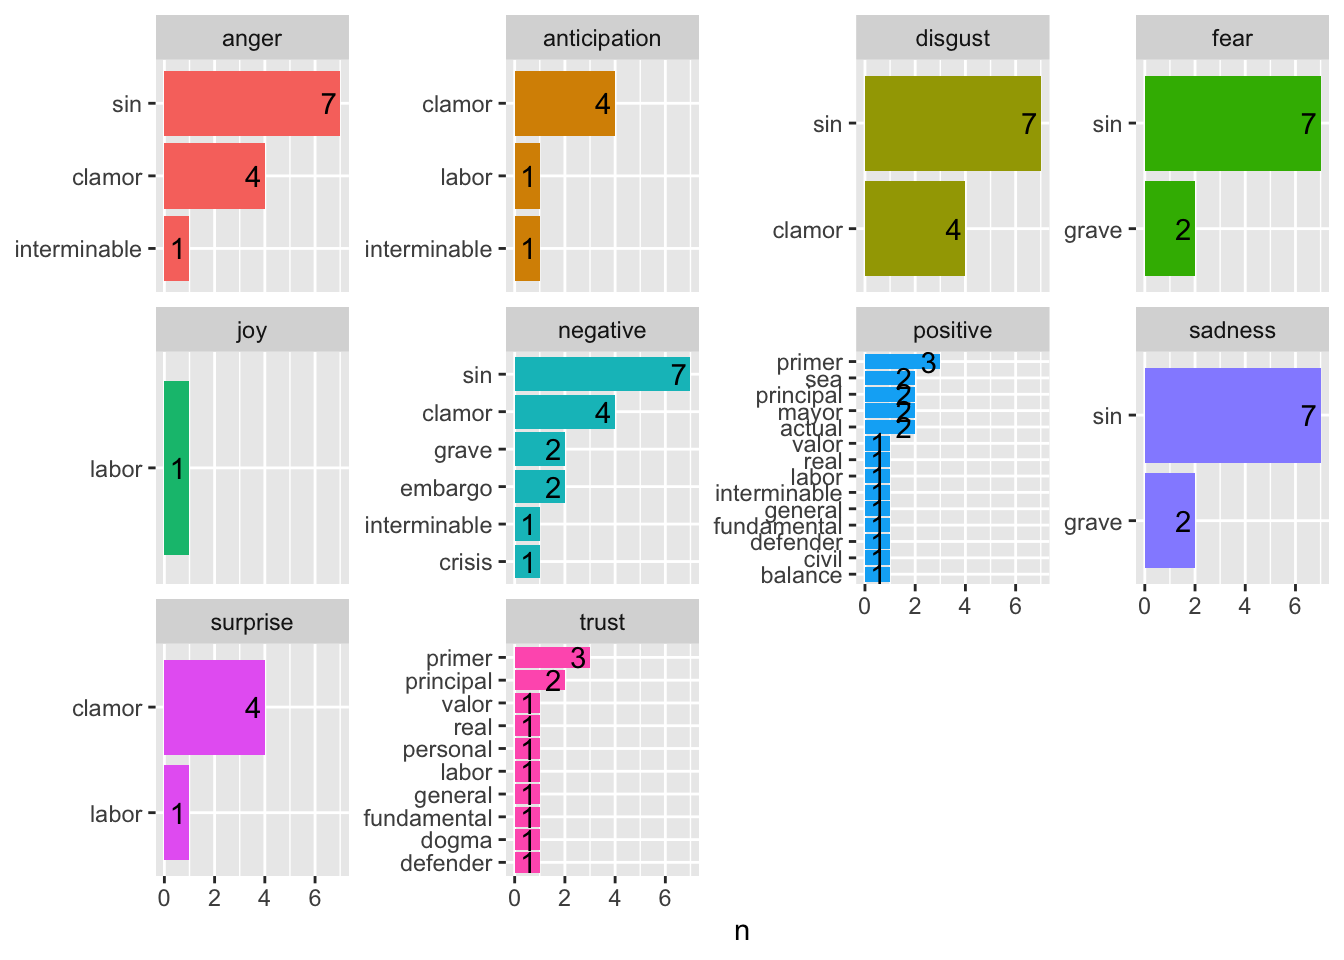 anger
sin
7
clamor
4
interminable
1
anticipation
clamor
4
labor
1
interminable
1
disgust
sin
7
clamor
4
fear
sin
7
grave
2
joy
labor
1
negative
sin
7
clamor
4
grave
2
embargo
2
interminable
1
crisis
1
positive
primer
3
sea
2
principal
2
mayor
2
actual
2
valor
1
real
1
labor
1
interminable
1
general
1
fundamental
1
defender
1
civil
1
balance
1
0 2 4 6
sadness
sin
7
grave
2
0 2 4 6
surprise
clamor
4
labor
1
0 2 4 6
trust
primer
3
principal
2
valor
1
real
1
personal
1
labor
1
general
1
fundamental
1
dogma
1
defender
1
0 2 4 6
n